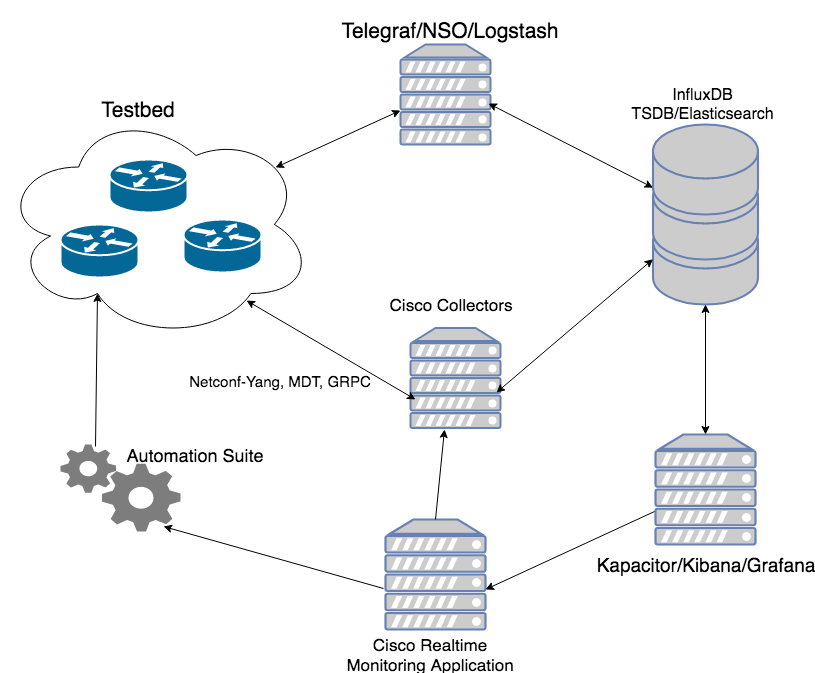 Telegraf/NSO/Logstash
InfluxDB
TSDB/Elasticsearch
Testbed
Cisco Collectors
Netconf-Yang, MDT, GRPC
Automation Suite
Kapacitor/Kibana/Grafana
Cisco Realtime
Monitoring Application